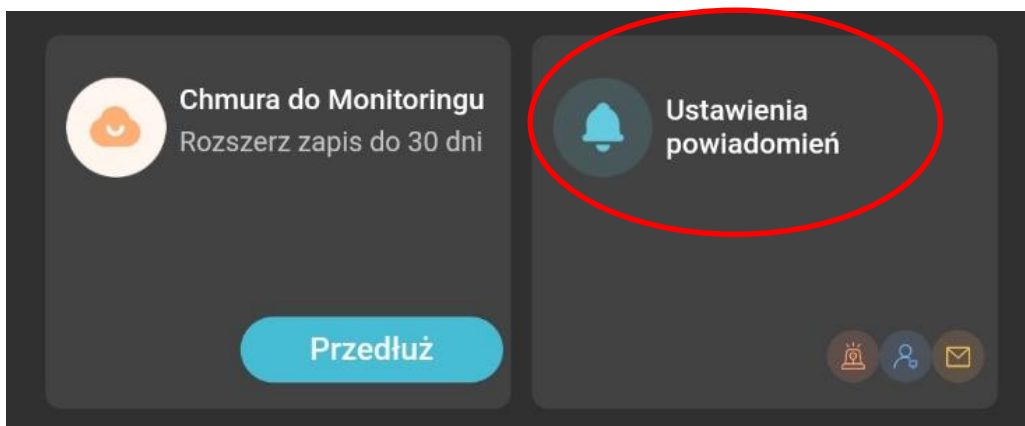 Chmura do Monitoringu
Rozszerz zapis do 30 dni
Przedłuż
Ustawienia
powiadomień